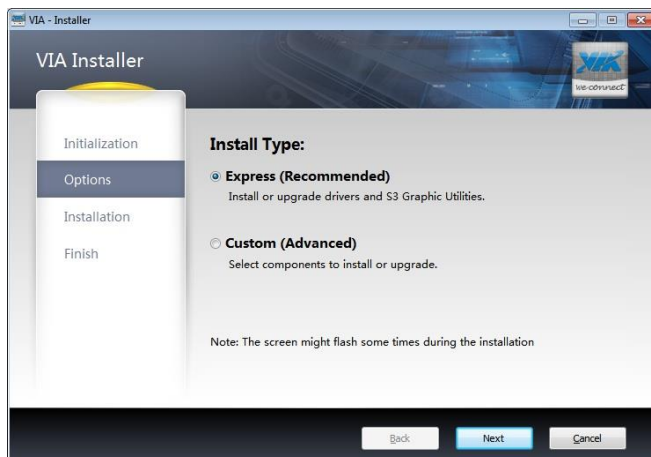 VIA - Installer
VIA Installer
VIA
we connect
Initialization
Options
Installation
Finish
Install Type:
Express (Recommended)
Install or upgrade drivers and S3 Graphic Utilities.
Custom (Advanced)
Select components to install or upgrade.
Note: The screen might flash some times during the installation
Back
Next
Cancel